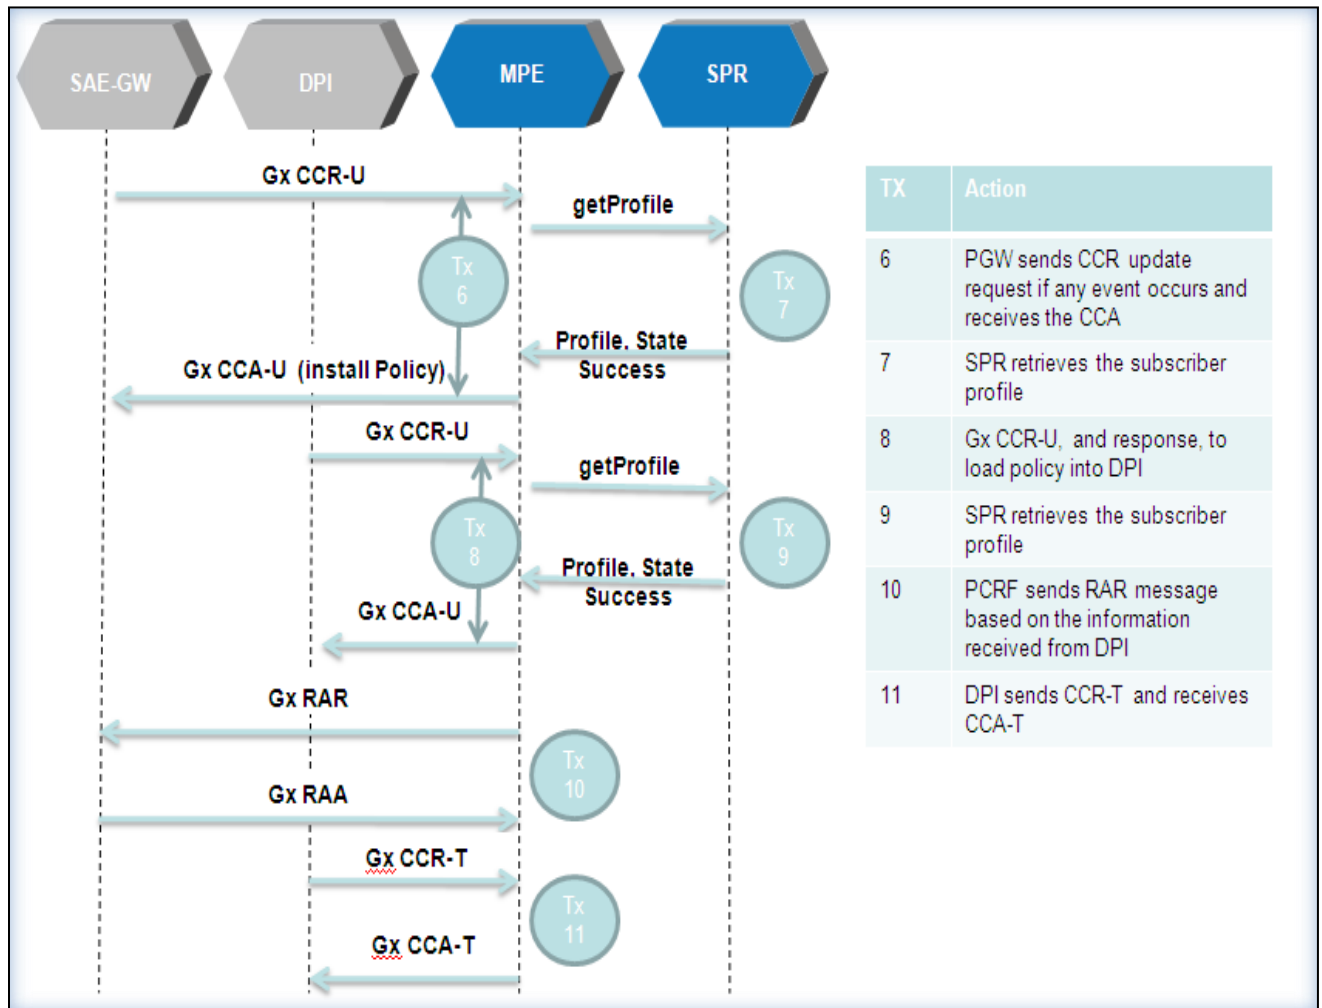 SAE-GW
DPI
MPE
SPR
Gx CCR-U
getProfile
Tx
6
Tx
7
Profile, State
Success
Gx CCA-U (install Policy)
Gx CCR-U
getProfile
Tx
8
Tx
9
Profile, State
Success
Gx CCA-U
Gx RAR
Tx
10
Gx RAA
Gx CCR-T
Tx
11
Gx CCA-T
TX Action
6 PGW sends CCR update
request if any event occurs and
receives the CCA
7 SPR retrieves the subscriber
profile
8 Gx CCR-U, and response, to
load policy into DPI
9 SPR retrieves the subscriber
profile
10 PCRF sends RAR message
based on the information
received from DPI
11 DPI sends CCR-T and receives
CCA-T